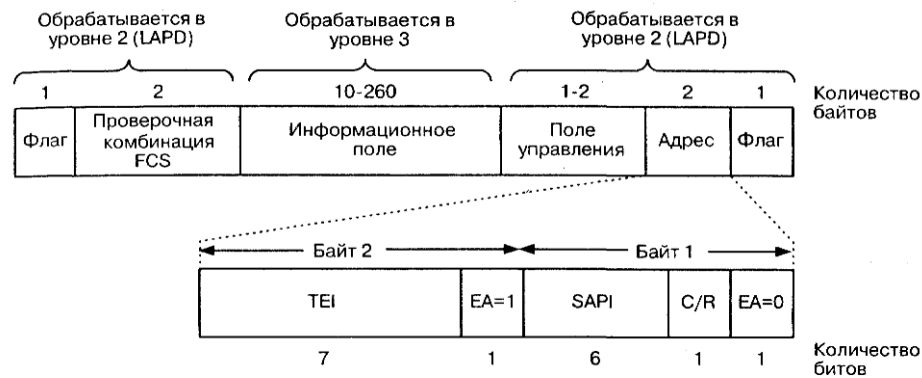 Обрабатывается в
уровне 2 (LAPD)
Обрабатывается в
уровне 3
Обрабатывается в
уровне 2 (LAPD)
1
2
10-260
1-2
2
1
Количество
байтов
Флаг
Проверочная
комбинация
FCS
Информационное
поле
Поле
управления
Адрес
Флаг
Байт 2
Байт 1
TEI
EA=1
SAPI
C/R
EA=0
7
1
6
1
1
Количество
битов